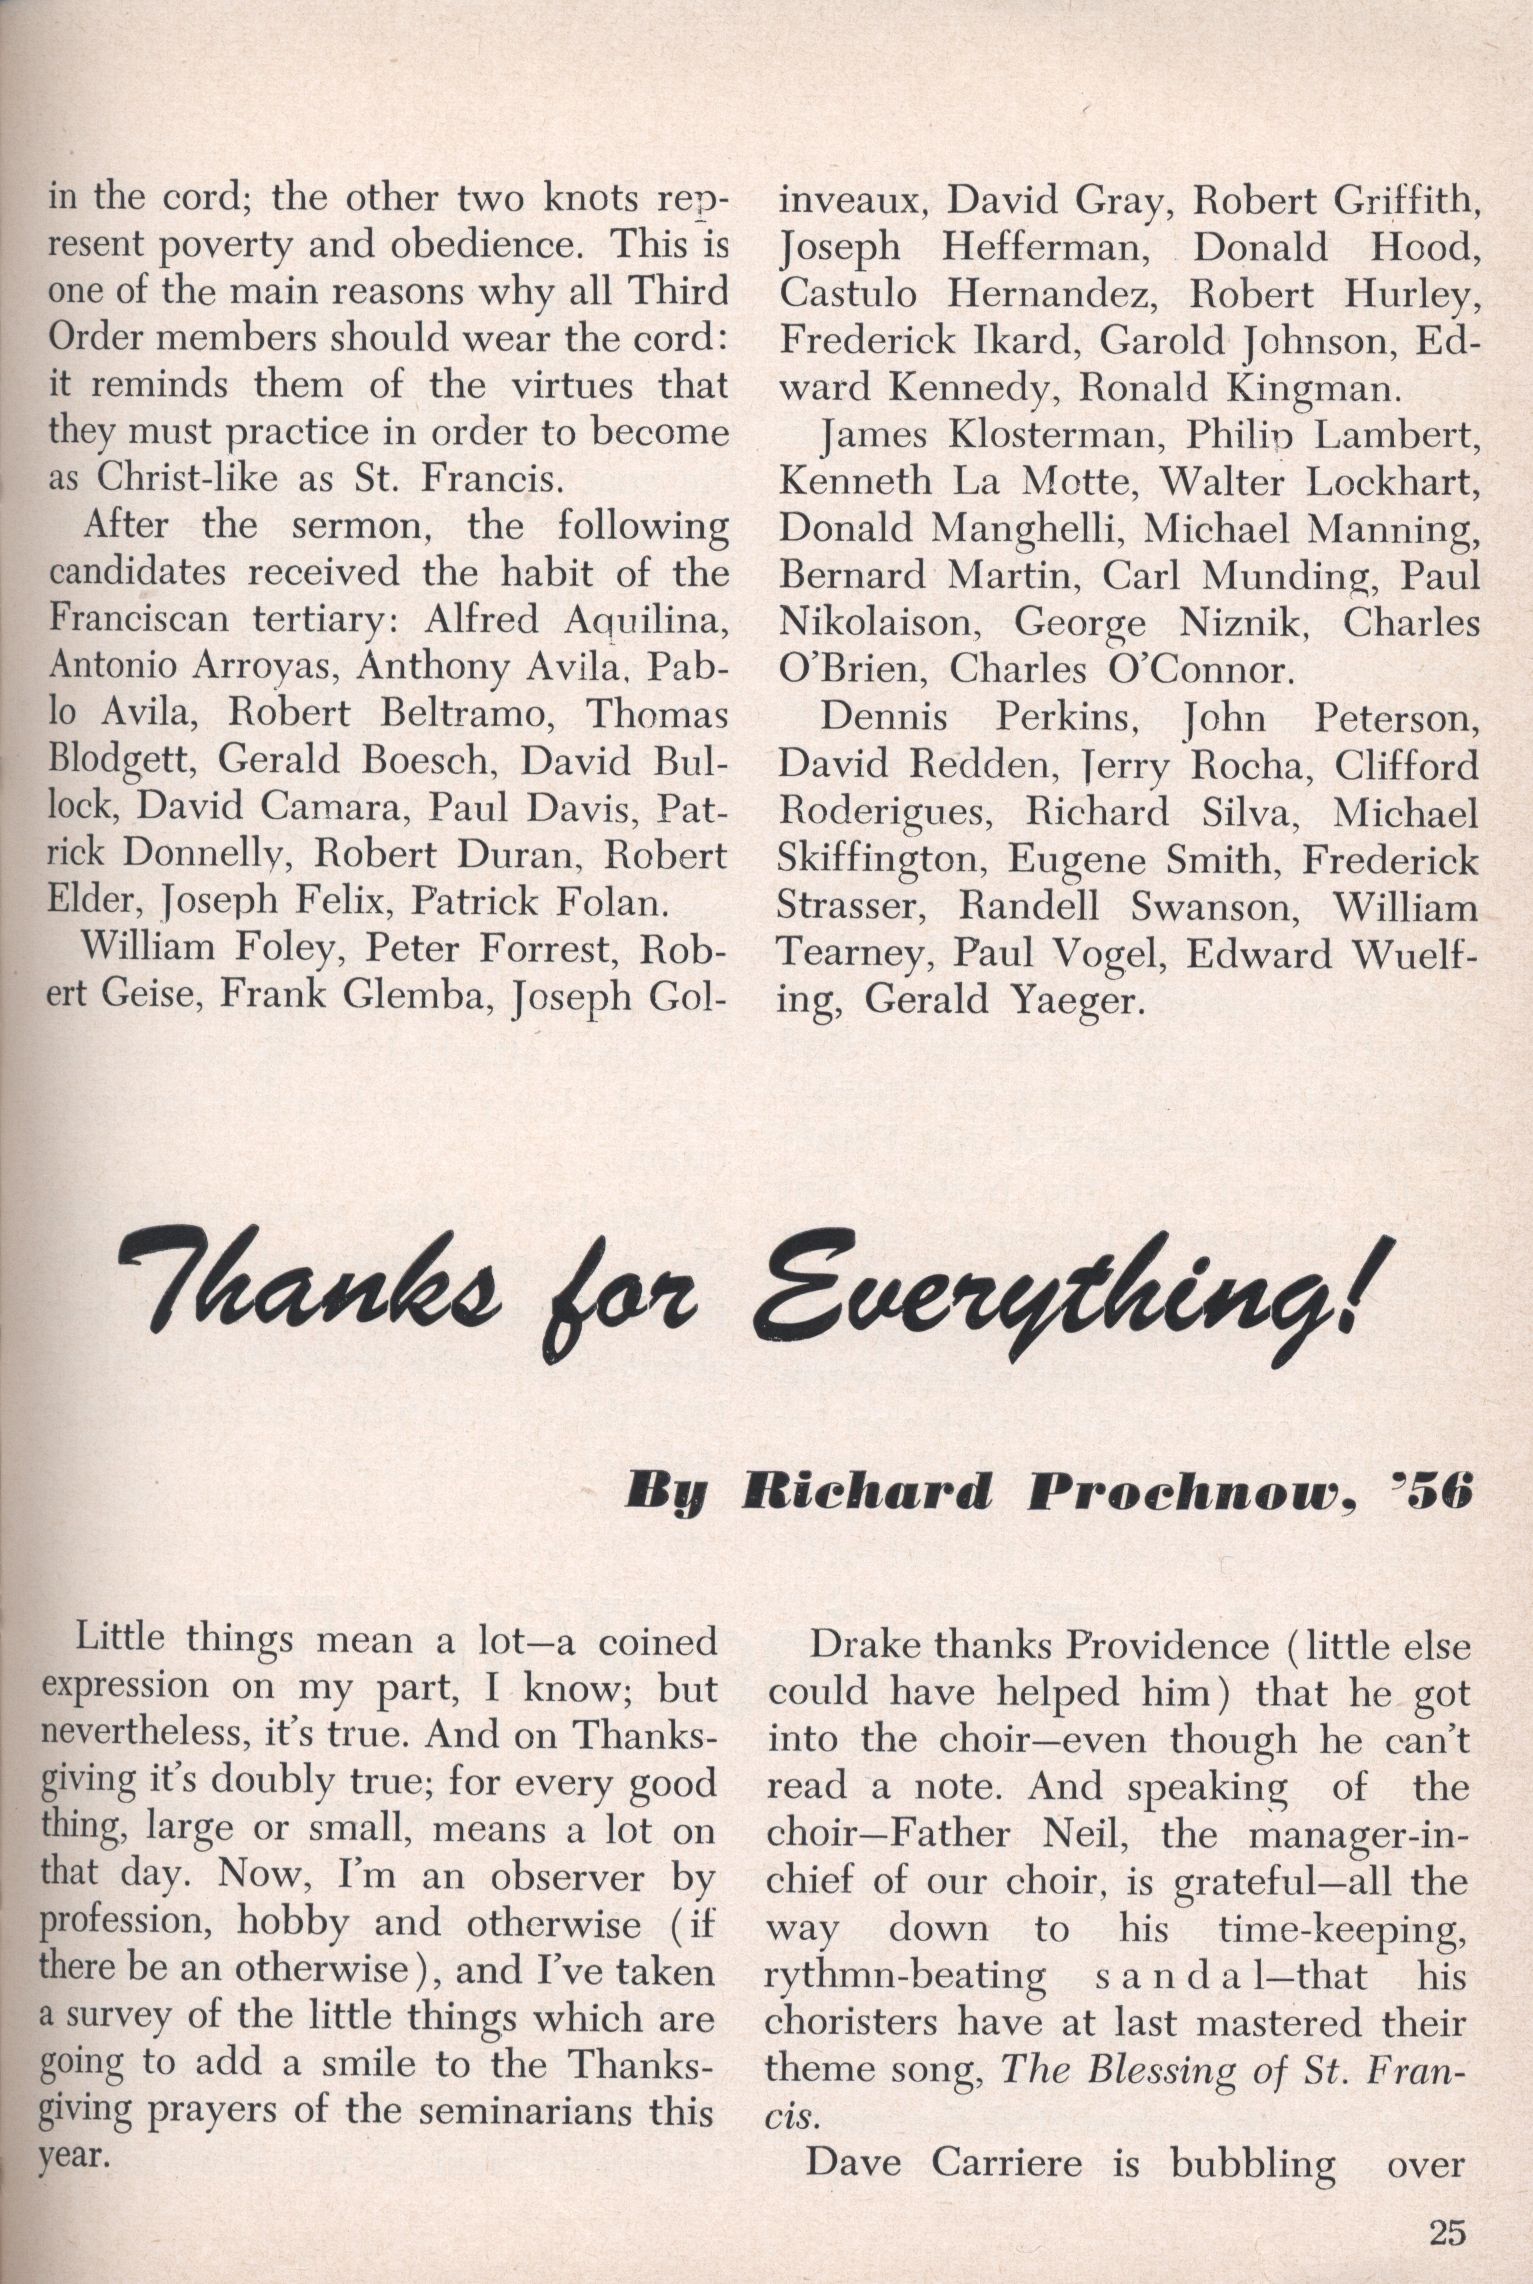 in the cord; the other two knots rep-
resent poverty and obedience. This is
one of the main reasons why all Third
Order members should wear the cord:
it reminds them of the virtues that
they must practice in order to become
as Christ-like as St. Francis.
After the sermon, the following
candidates received the habit of the
Franciscan tertiary: Alfred Aquilina,
Antonio Arroyas, Anthony Avila, Pab-
lo Avila, Robert Beltramo, Thomas
Blodgett, Gerald Boesch, David Bul-
lock, David Camara, Paul Davis, Pat-
rick Donnelly, Robert Duran, Robert
Elder, Joseph Felix, Patrick Folan.
William Foley, Peter Forrest, Rob-
ert Geise, Frank Glemba, Joseph Gol-
inveaux, David Gray, Robert Griffith,
Joseph Hefferman, Donald Hood,
Castulo Hernandez, Robert Hurley,
Frederick Ikard, Garold Johnson, Ed-
ward Kennedy, Ronald Kingman.
James Klosterman, Philip Lambert,
Kenneth La Motte, Walter Lockhart,
Donald Manghelli, Michael Manning,
Bernard Martin, Carl Munding, Paul
Nikolaison, George Niznik, Charles
O'Brien, Charles O'Connor.
Dennis Perkins, John Peterson,
David Redden, Jerry Rocha, Clifford
Roderigues, Richard Silva, Michael
Skiffington, Eugene Smith, Frederick
Strasser, Randell Swanson, William
Tearney, Paul Vogel, Edward Wuelf-
ing, Gerald Yaeger.
Thanks for Everything!
By Richard Prochnow, '56
Little things mean a lot—a coined
expression on my part, I know; but
nevertheless, it's true. And on Thanks-
giving it's doubly true; for every good
thing, large or small, means a lot on
that day. Now, I'm an observer by
profession, hobby and otherwise (if
there be an otherwise), and I've taken
a survey of the little things which are
going to add a smile to the Thanks-
giving prayers of the seminarians this
year.
Drake thanks Providence (little else
could have helped him) that he got
into the choir—even though he can't
read a note. And speaking of the
choir—Father Neil, the manager-in-
chief of our choir, is grateful—all the
way down to his time-keeping,
rythmn-beating sandal—that his
choristers have at last mastered their
theme song, The Blessing of St. Fran-
cis.
Dave Carriere is bubbling over
25